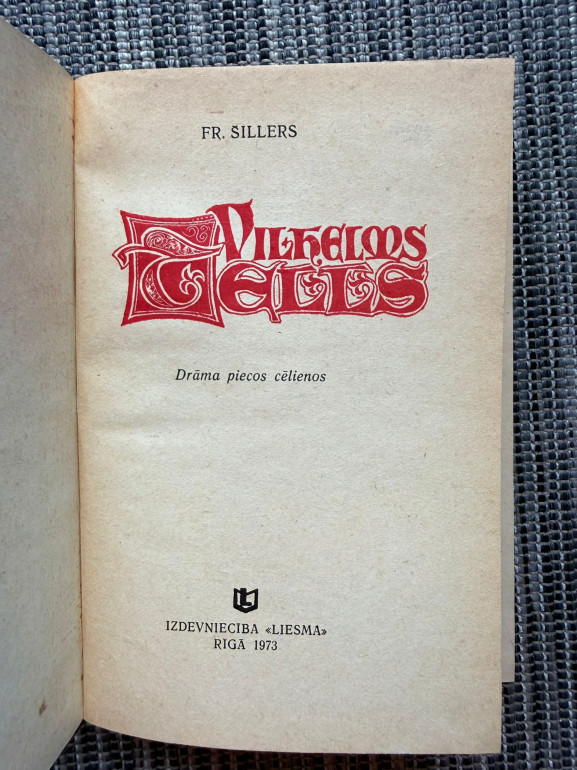 FR. SILLERS
VILHELMS
TELLS
Drāma piecos cēlienos
IZDEVNIECĪBA «LIESMA»
RĪGĀ 1973